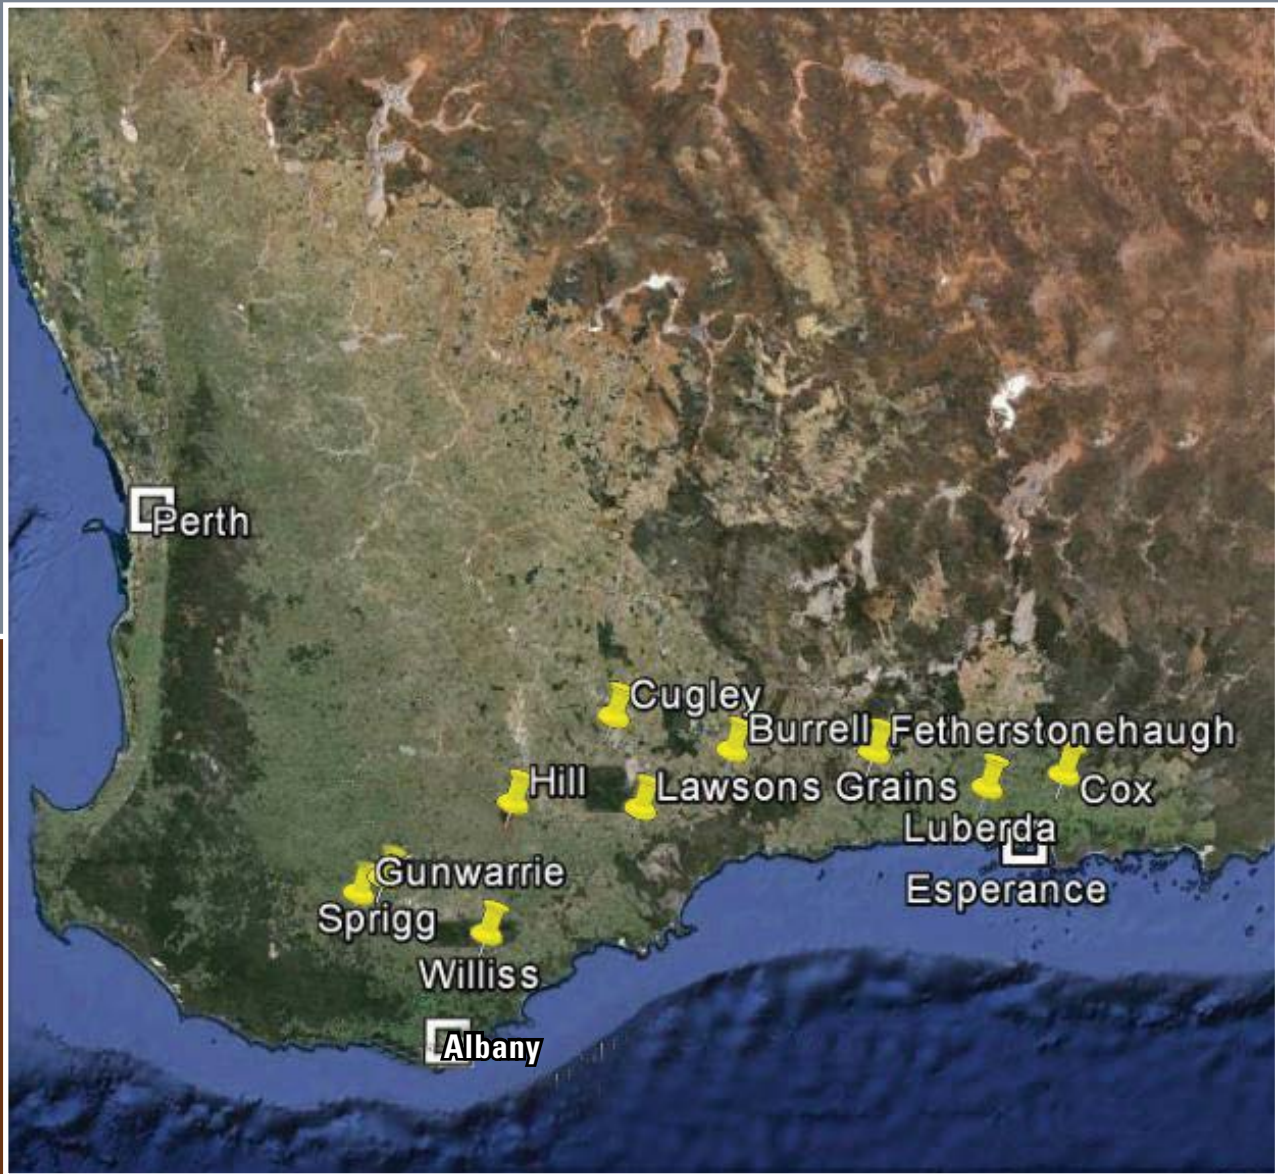 Perth
Cugley
Burrell
Fetherstonehaugh
Hill
Lawsons Grains
Cox
Luberda
Gunwarrie
Esperance
Sprigg
Williss
Albany